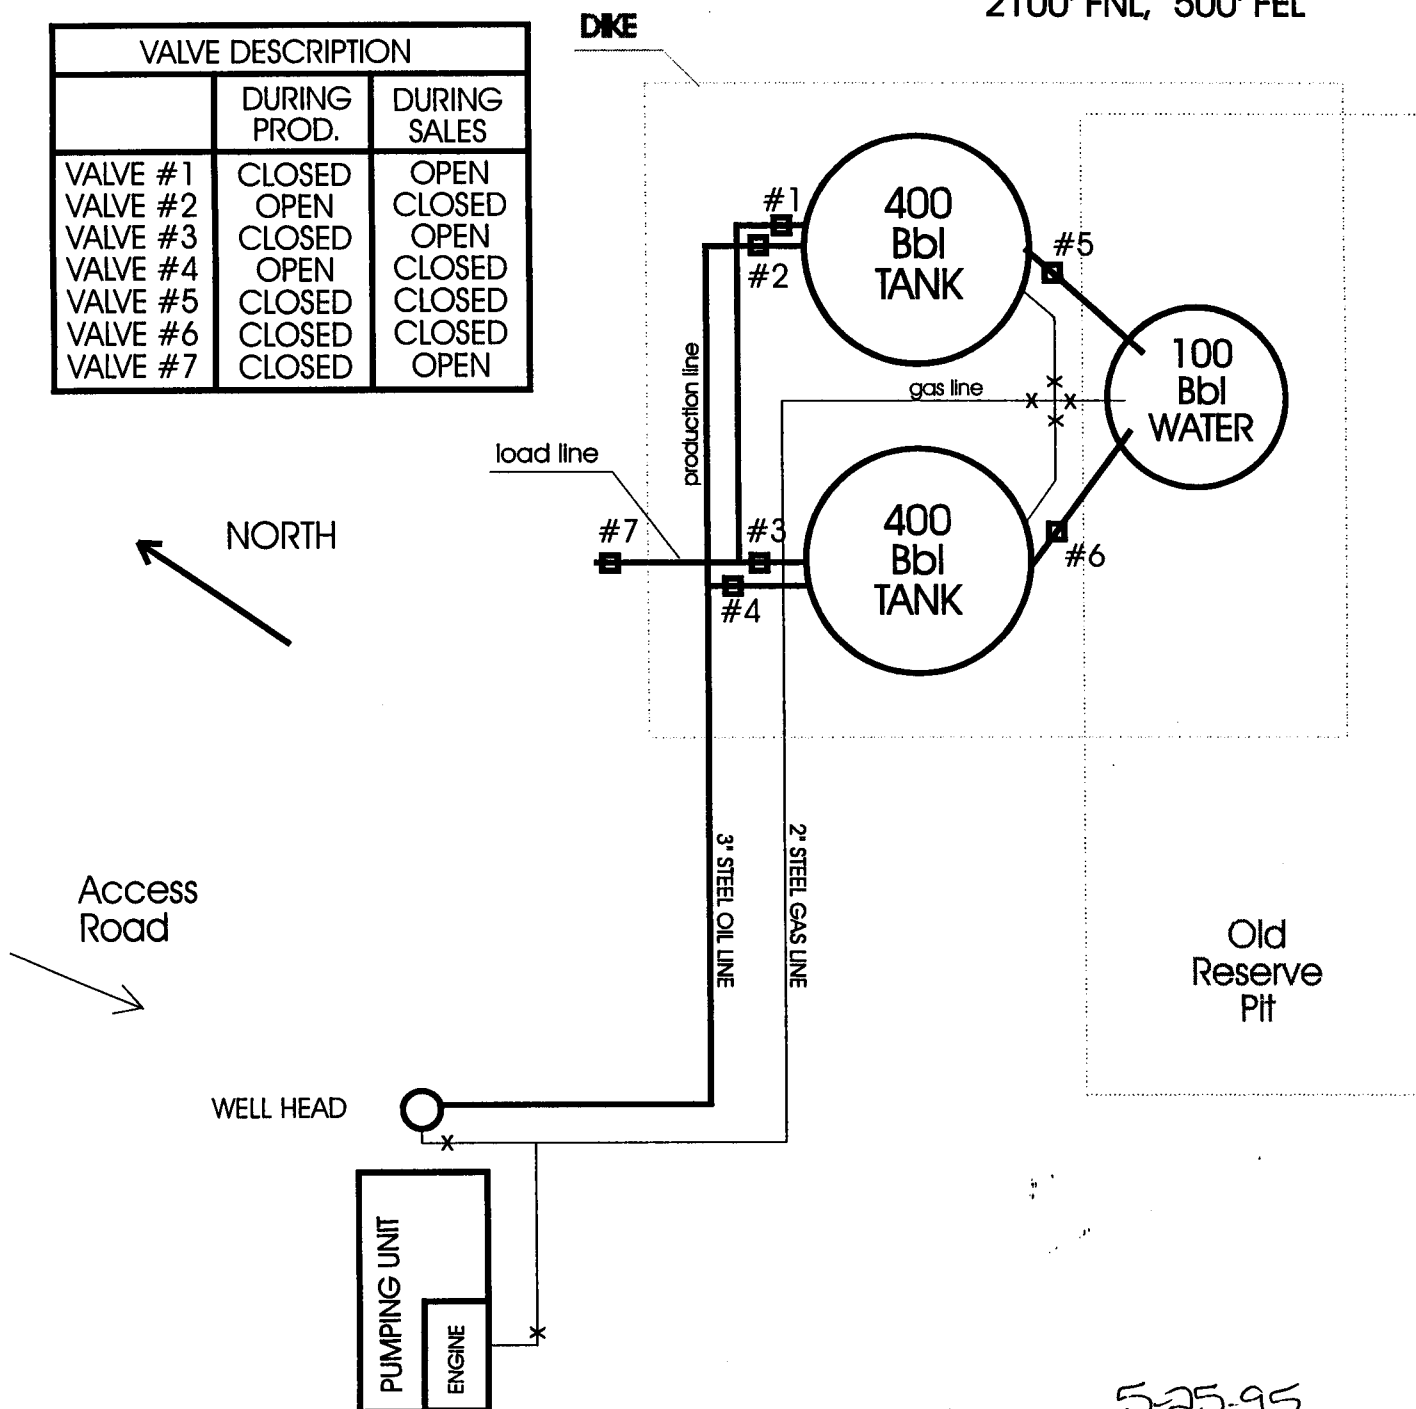 2100' FNL, 500' FEL
DIKE
VALVE DESCRIPTION
DURING PROD. DURING SALES
VALVE #1 CLOSED OPEN
VALVE #2 OPEN CLOSED
VALVE #3 CLOSED OPEN
VALVE #4 OPEN CLOSED
VALVE #5 CLOSED CLOSED
VALVE #6 CLOSED CLOSED
VALVE #7 CLOSED OPEN
#1
#2
400
Bbl
TANK
#5
100
Bbl
WATER
production line
gas line
load line
NORTH
#7
#3
#4
400
Bbl
TANK
#6
3" STEEL OIL LINE
2" STEEL GAS LINE
Access
Road
Old
Reserve
Pit
WELL HEAD
PUMPING UNIT
ENGINE
5-25-95